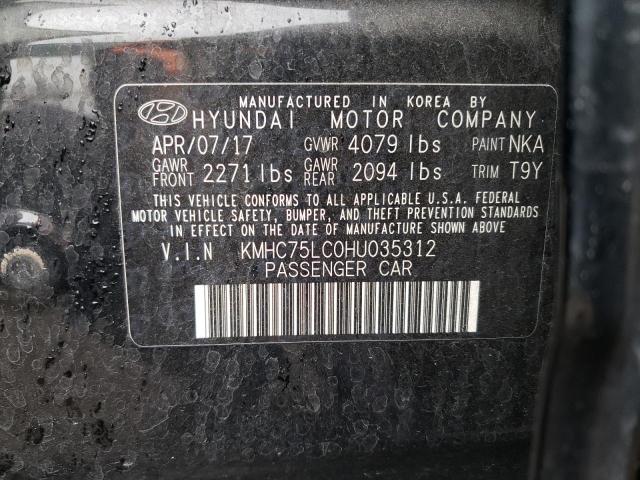 MANUFACTURED IN KOREA BY
HYUNDAI MOTOR COMPANY
APR/07/17 GVWR 4079 lbs PAINT NKA
GAWR FRONT 2271 lbs GAWR REAR 2094 lbs TRIM T9Y
THIS VEHICLE CONFORMS TO ALL APPLICABLE U.S.A. FEDERAL
MOTOR VEHICLE SAFETY, BUMPER, AND THEFT PREVENTION STANDARDS
IN EFFECT ON THE DATE OF MANUFACTURE SHOWN ABOVE
V.I.N KMHC75LC0HU035312
PASSENGER CAR